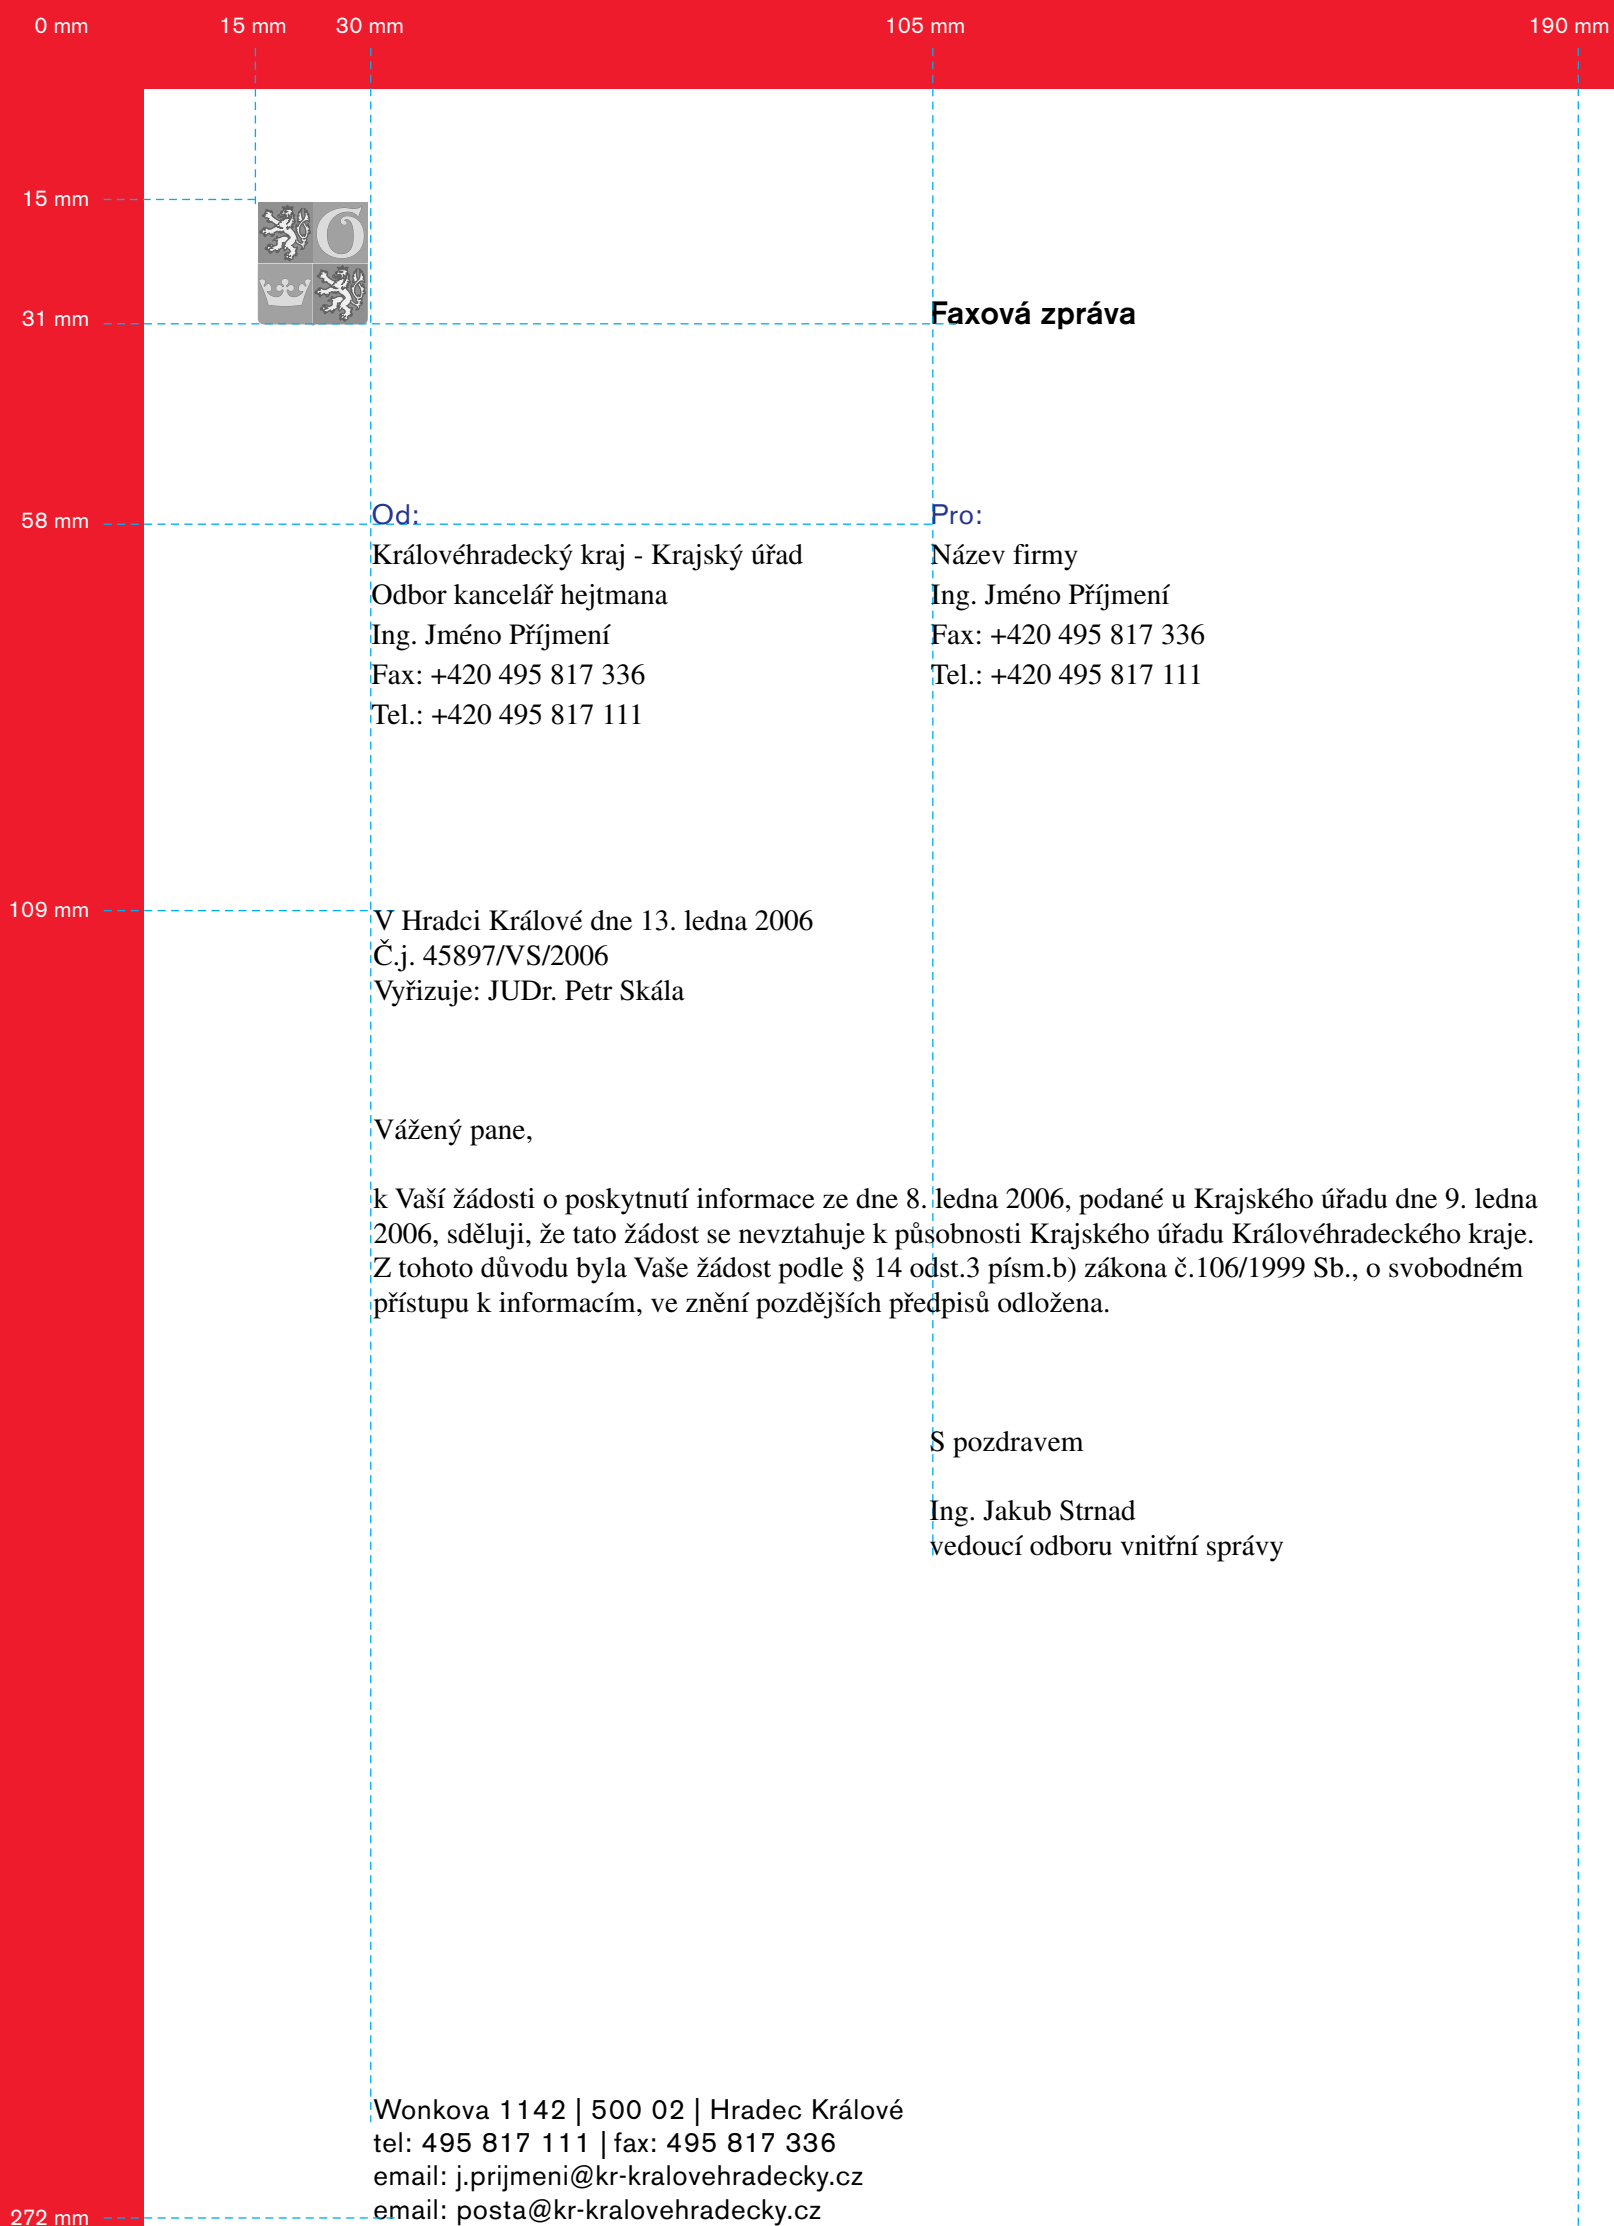 0 mm 15 mm 30 mm 105 mm 190 mm
15 mm
31 mm
Faxová zpráva
58 mm
Od:
Královéhradecký kraj - Krajský úřad
Odbor kancelář hejtmana
Ing. Jméno Příjmení
Fax: +420 495 817 336
Tel.: +420 495 817 111
Pro:
Název firmy
Ing. Jméno Příjmení
Fax: +420 495 817 336
Tel.: +420 495 817 111
109 mm
V Hradci Králové dne 13. ledna 2006
Č.j. 45897/VS/2006
Vyřizuje: JUDr. Petr Skála
Vážený pane,
k Vaší žádosti o poskytnutí informace ze dne 8. ledna 2006, podané u Krajského úřadu dne 9. ledna
2006, sděluji, že tato žádost se nevztahuje k působnosti Krajského úřadu Královéhradeckého kraje.
Z tohoto důvodu byla Vaše žádost podle § 14 odst.3 písm.b) zákona č.106/1999 Sb., o svobodném
přístupu k informacím, ve znění pozdějších předpisů odložena.
S pozdravem
Ing. Jakub Strnad
vedoucí odboru vnitřní správy
Wonkova 1142 | 500 02 | Hradec Králové
tel: 495 817 111 | fax: 495 817 336
email: j.prijmeni@kr-kralovehradecky.cz
email: posta@kr-kralovehradecky.cz
272 mm